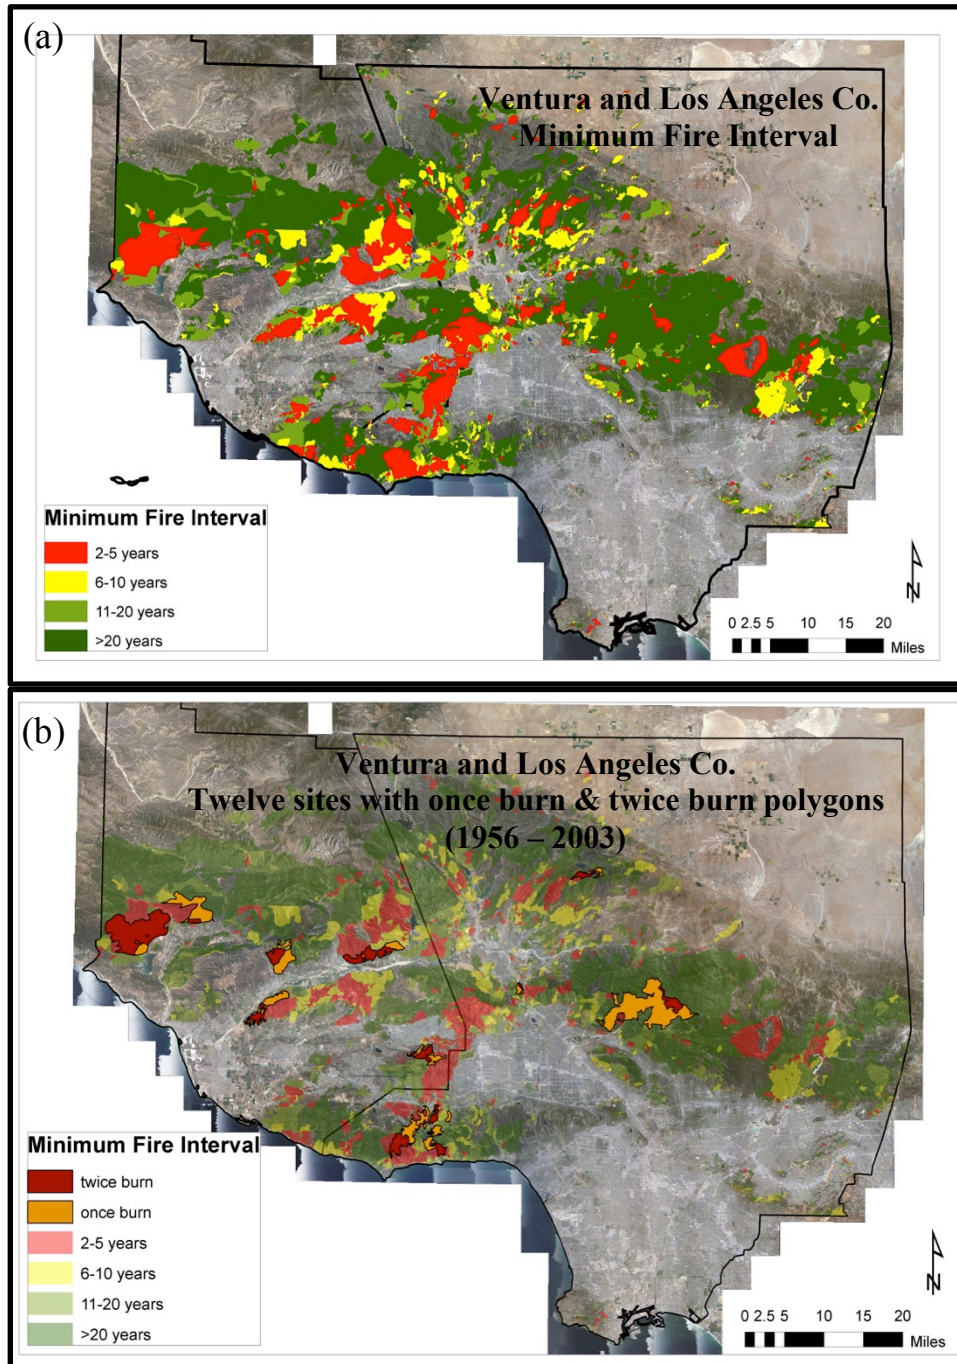 (a)
Ventura and Los Angeles Co.
Minimum Fire Interval
Minimum Fire Interval
2-5 years
6-10 years
11-20 years
>20 years
N
0 2.5 5 10 15 20
Miles
(b)
Ventura and Los Angeles Co.
Twelve sites with once burn & twice burn polygons
(1956 – 2003)
Minimum Fire Interval
twice burn
once burn
2-5 years
6-10 years
11-20 years
>20 years
N
0 2.5 5 10 15 20
Miles